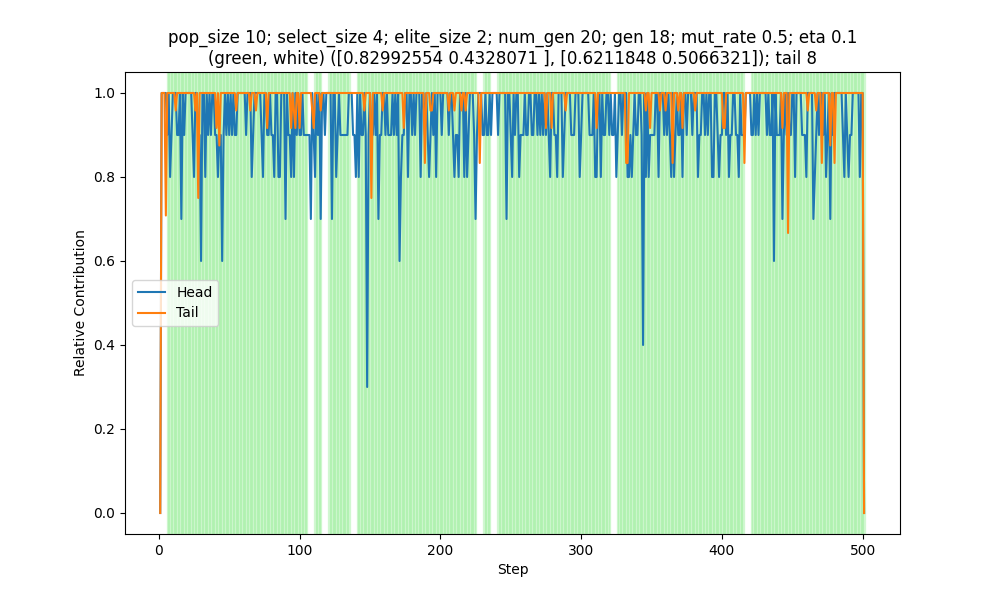 pop_size 10; select_size 4; elite_size 2; num_gen 20; gen 18; mut_rate 0.5; eta 0.1
(green, white) ([0.82992554 0.4328071 ], [0.6211848 0.5066321]); tail 8
1.0
0.8
0.6
0.4
0.2
0.0
Relative Contribution
Head
Tail
0
100
200
300
400
500
Step